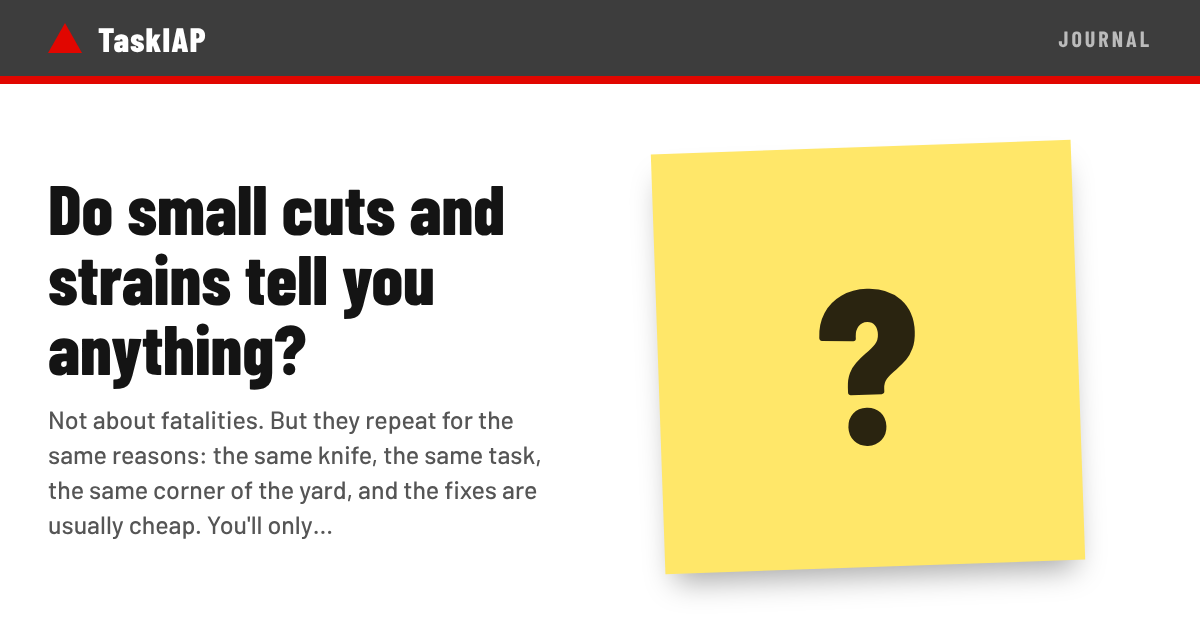 TaskIAP
JOURNAL
Do small cuts and
strains tell you
anything?
Not about fatalities. But they repeat for the
same reasons: the same knife, the same task,
the same corner of the yard, and the fixes are
usually cheap. You'll only...
?